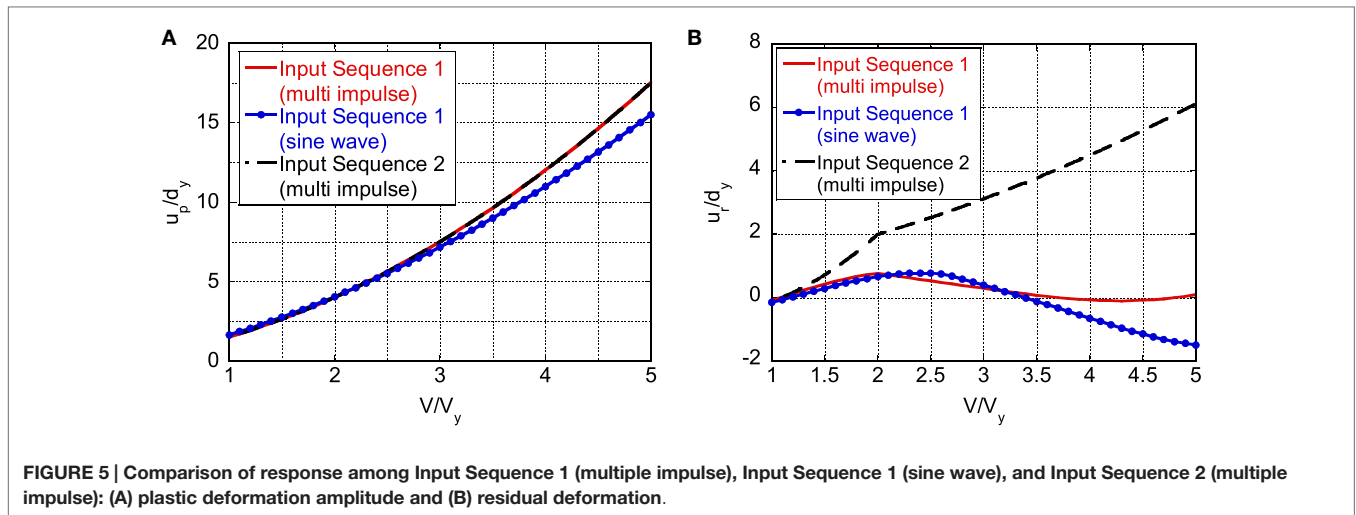 A
20
15
10
5
0
u_p/d_y
Input Sequence 1
(multi impulse)
Input Sequence 1
(sine wave)
Input Sequence 2
(multi impulse)
1
2
3
4
5
V/V_y
B
8
6
4
2
0
-2
u_r/d_y
Input Sequence 1
(multi impulse)
Input Sequence 1
(sine wave)
Input Sequence 2
(multi impulse)
1
1.5
2
2.5
3
3.5
4
4.5
5
V/V_y
FIGURE 5 | Comparison of response among Input Sequence 1 (multiple impulse), Input Sequence 1 (sine wave), and Input Sequence 2 (multiple
impulse): (A) plastic deformation amplitude and (B) residual deformation.